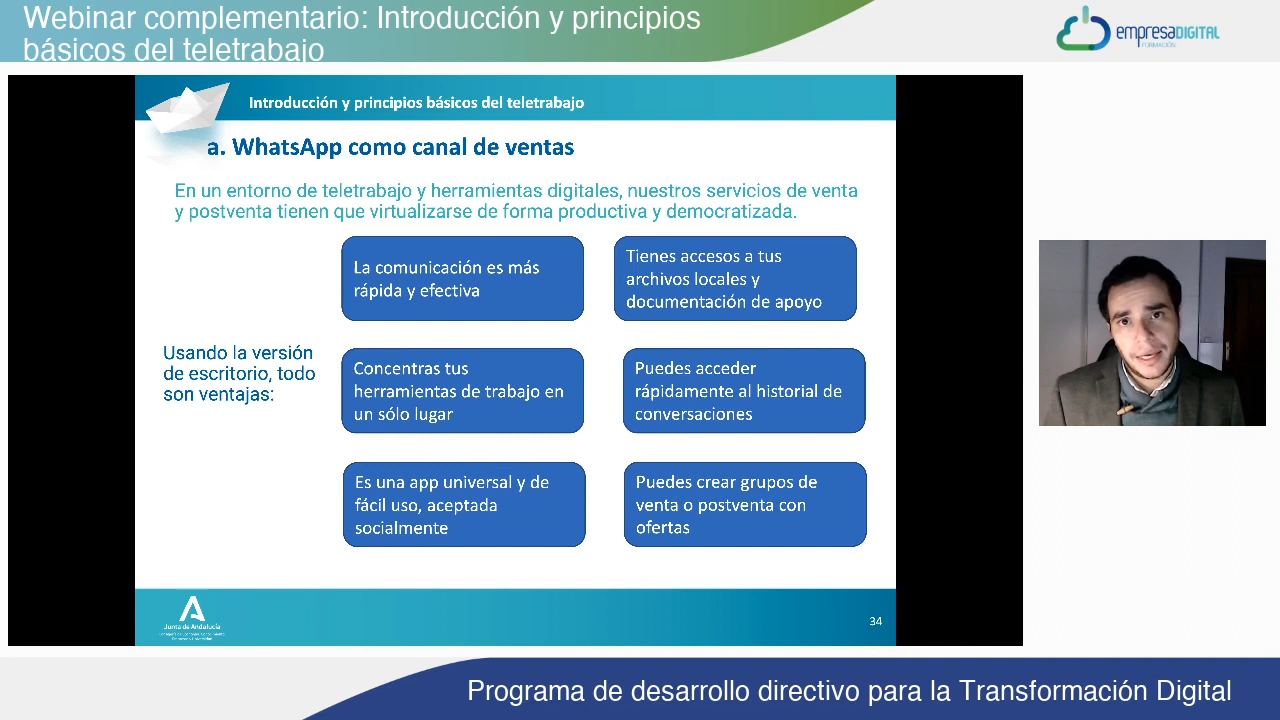 Webinar complementario: Introducción y principios
básicos del teletrabajo
empresaDIGITAL
FORMACIÓN
Introducción y principios básicos del teletrabajo
a. WhatsApp como canal de ventas
En un entorno de teletrabajo y herramientas digitales, nuestros servicios de venta
y postventa tienen que virtualizarse de forma productiva y democratizada.
La comunicación es más
rápida y efectiva
Tienes accesos a tus
archivos locales y
documentación de apoyo
Usando la versión
de escritorio, todo
son ventajas:
Concentras tus
herramientas de trabajo en
un sólo lugar
Puedes acceder
rápidamente al historial de
conversaciones
Es una app universal y de
fácil uso, aceptada
socialmente
Puedes crear grupos de
venta o postventa con
ofertas
Junta de Andalucía
34
Programa de desarrollo directivo para la Transformación Digital